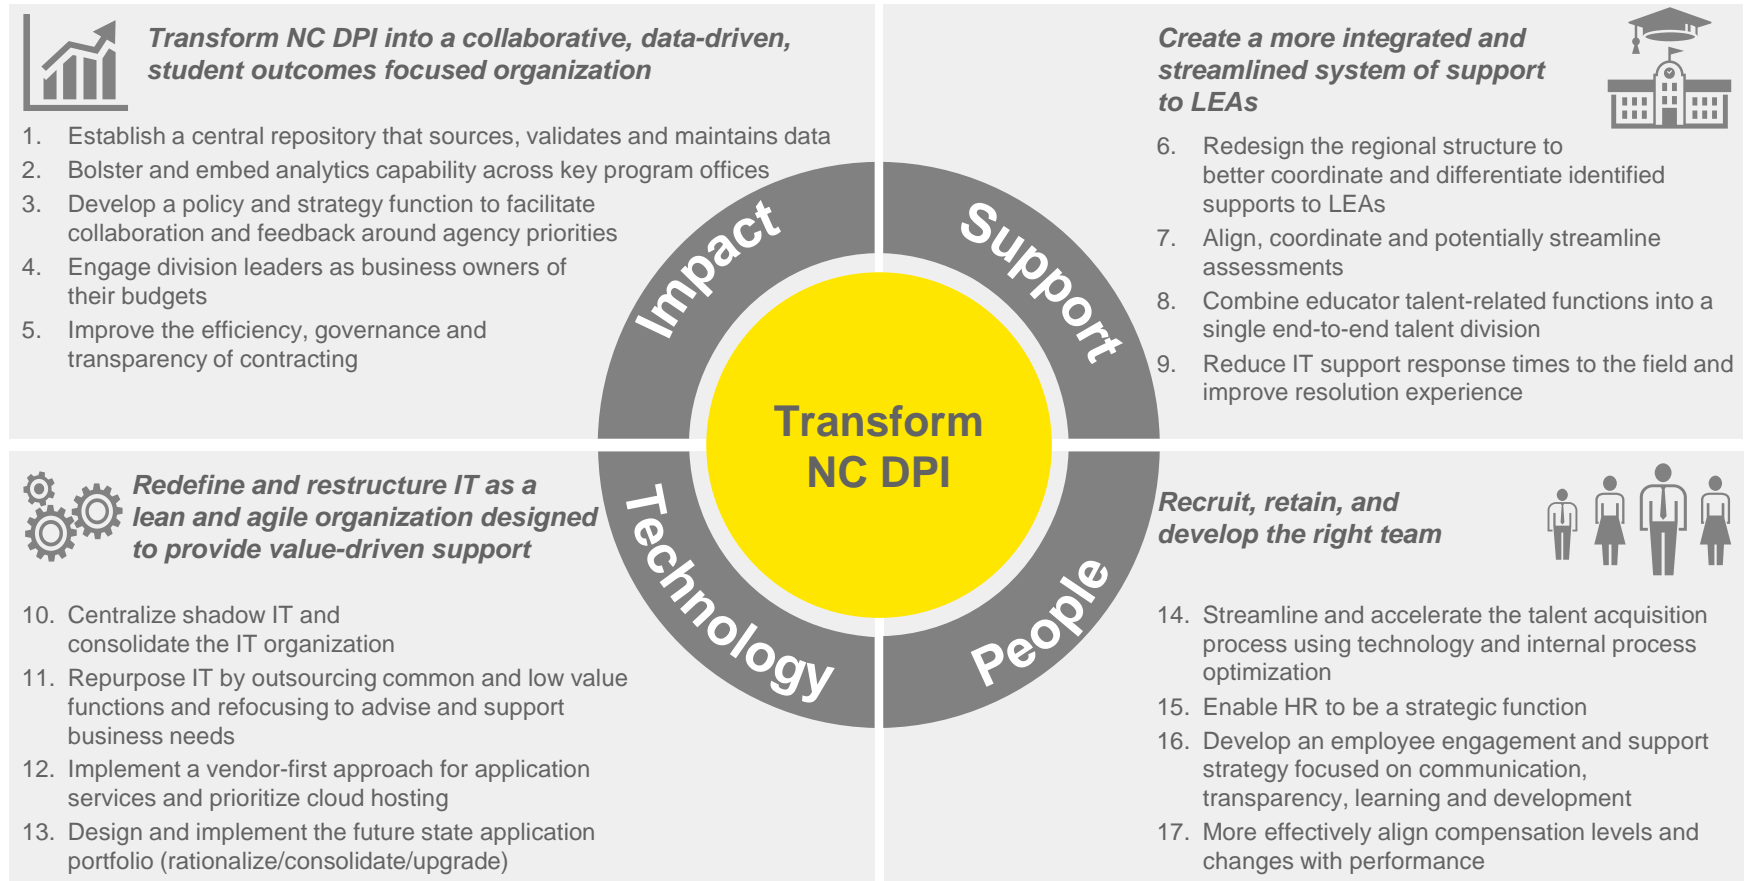 Transform NC DPI into a collaborative, data-driven,
student outcomes focused organization
1. Establish a central repository that sources, validates and maintains data
2. Bolster and embed analytics capability across key program offices
3. Develop a policy and strategy function to facilitate
collaboration and feedback around agency priorities
4. Engage division leaders as business owners of
their budgets
5. Improve the efficiency, governance and
transparency of contracting
Impact
Create a more integrated and
streamlined system of support
to LEAs
6. Redesign the regional structure to
better coordinate and differentiate identified
supports to LEAs
7. Align, coordinate and potentially streamline
assessments
8. Combine educator talent-related functions into a
single end-to-end talent division
9. Reduce IT support response times to the field and
improve resolution experience
Support
Transform
NC DPI
Redefine and restructure IT as a
lean and agile organization designed
to provide value-driven support
10. Centralize shadow IT and
consolidate the IT organization
11. Repurpose IT by outsourcing common and low value
functions and refocusing to advise and support
business needs
12. Implement a vendor-first approach for application
services and prioritize cloud hosting
13. Design and implement the future state application
portfolio (rationalize/consolidate/upgrade)
Technology
Recruit, retain, and
develop the right team
14. Streamline and accelerate the talent acquisition
process using technology and internal process
optimization
15. Enable HR to be a strategic function
16. Develop an employee engagement and support
strategy focused on communication,
transparency, learning and development
17. More effectively align compensation levels and
changes with performance
People